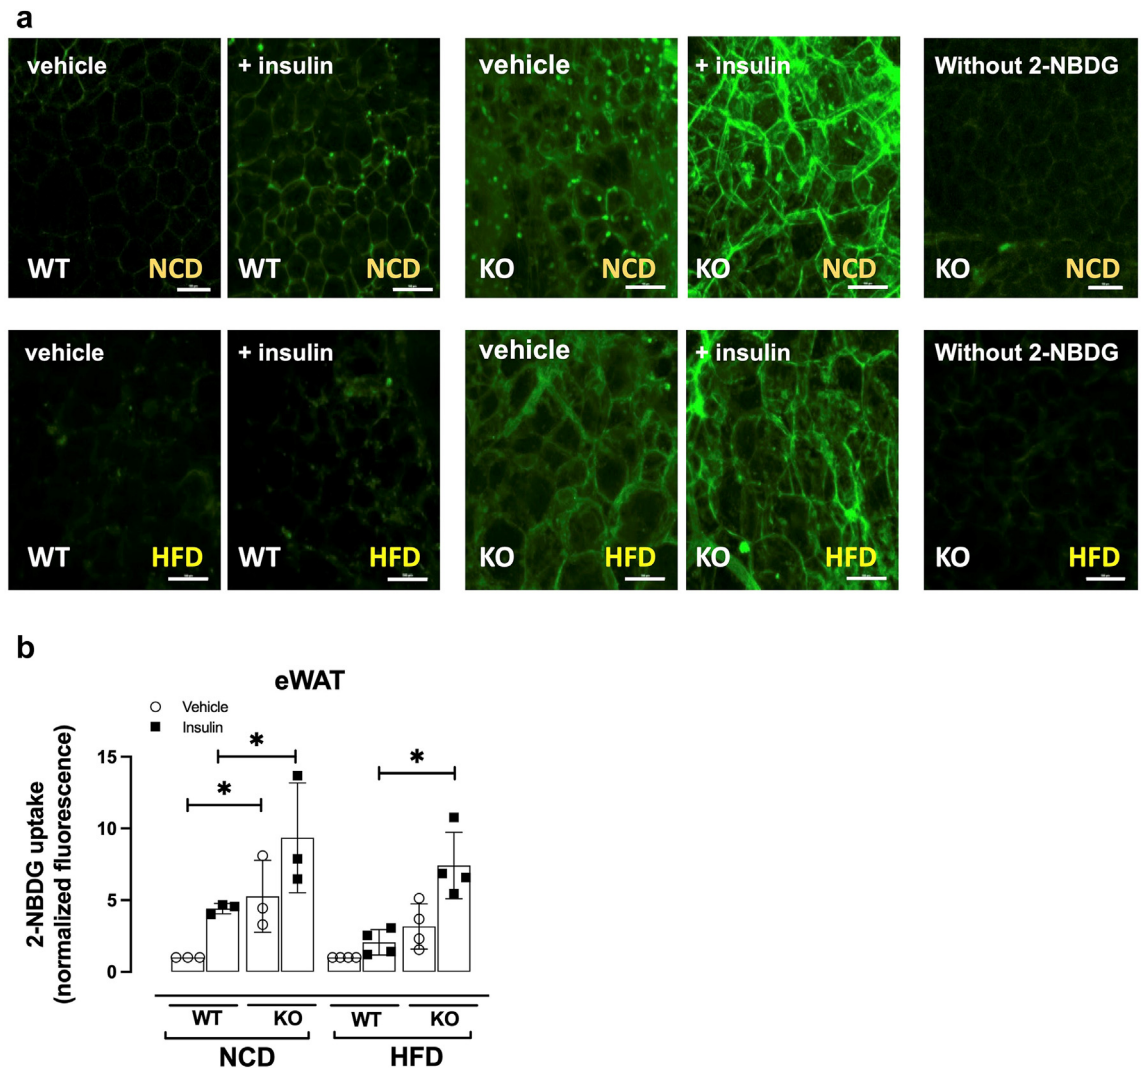 a
vehicle
+ insulin
vehicle
+ insulin
Without 2-NBDG
WT
NCD
WT
NCD
KO
NCD
KO
NCD
KO
NCD
vehicle
+ insulin
vehicle
+ insulin
Without 2-NBDG
WT
HFD
WT
HFD
KO
HFD
KO
HFD
KO
HFD
b
eWAT
Vehicle
Insulin
2-NBDG uptake
(normalized fluorescence)
15
10
5
0
*
*
*
WT
KO
WT
KO
NCD
HFD